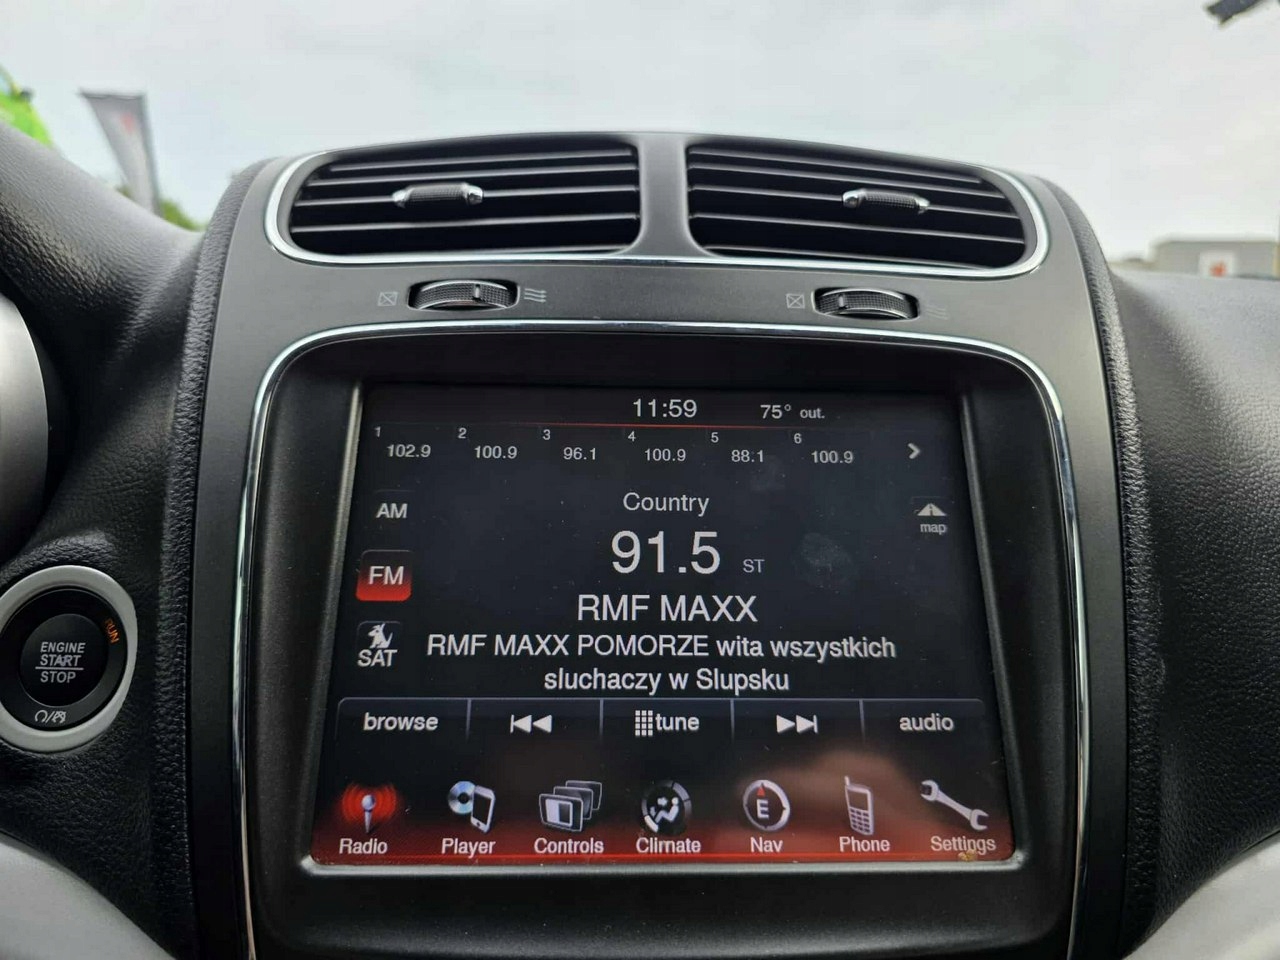 11:59 75° out.
1 2 3 4 5 6
102.9 100.9 96.1 100.9 88.1 100.9
AM
Country
map
91.5 ST
FM
RMF MAXX
RMF MAXX POMORZE wita wszystkich
SAT
sluchaczy w Slupsku
browse tune audio
E
Radio Player Controls Climate Nav Phone Settings
RUN
ENGINE
START
STOP